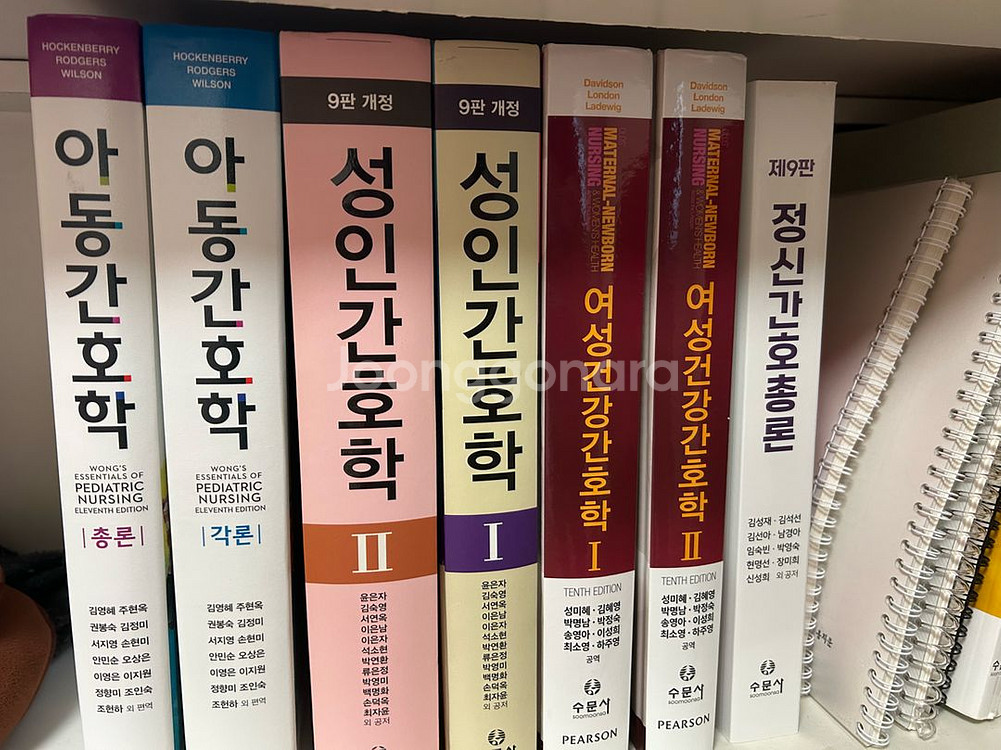 HOCKENBERRY
RODGERS
WILSON
아동간호학
WONG'S
ESSENTIALS OF
PEDIATRIC
NURSING
ELEVENTH EDITION
총론
김영혜 주현옥
권봉숙 김정미
서지영 손현미
안민순 오상은
이영은 이지원
정향미 조인숙
조헌하 외 편역
HOCKENBERRY
RODGERS
WILSON
아동간호학
WONG'S
ESSENTIALS OF
PEDIATRIC
NURSING
ELEVENTH EDITION
각론
김영혜 주현옥
권봉숙 김정미
서지영 손현미
안민순 오상은
이영은 이지원
정향미 조인숙
조헌하 외 편역
9판 개정
성인간호학
II
윤은자
김숙영
서연옥
이은남
이은자
석소현
박연환
류은정
박영미
백명화
손덕옥
최자윤
외 공저
9판 개정
성인간호학
I
윤은자
김숙영
서연옥
이은남
이은자
석소현
박연환
류은정
박영미
백명화
손덕옥
최자윤
외 공저
수문사
Davidson
London
Ladewig
MATERNAL-NEWBORN
NURSING & WOMEN'S HEALTH
여성건강간호학 I
TENTH EDITION
성미혜 · 김혜영
박명남 · 박정숙
송영아 · 이성희
최소영 · 하주영
공역
수문사
SOOMOONSA
PEARSON
Davidson
London
Ladewig
MATERNAL-NEWBORN
NURSING & WOMEN'S HEALTH
여성건강간호학 II
TENTH EDITION
성미혜 · 김혜영
박명남 · 박정숙
송영아 · 이성희
최소영 · 하주영
공역
수문사
SOOMOONSA
PEARSON
제9판
정신간호총론
김성재 · 김석선
김선아 · 남경아
임숙빈 · 박영숙
현명선 · 장미희
신성희 외 공저
수문사
SOOMOONSA
Joonggonara